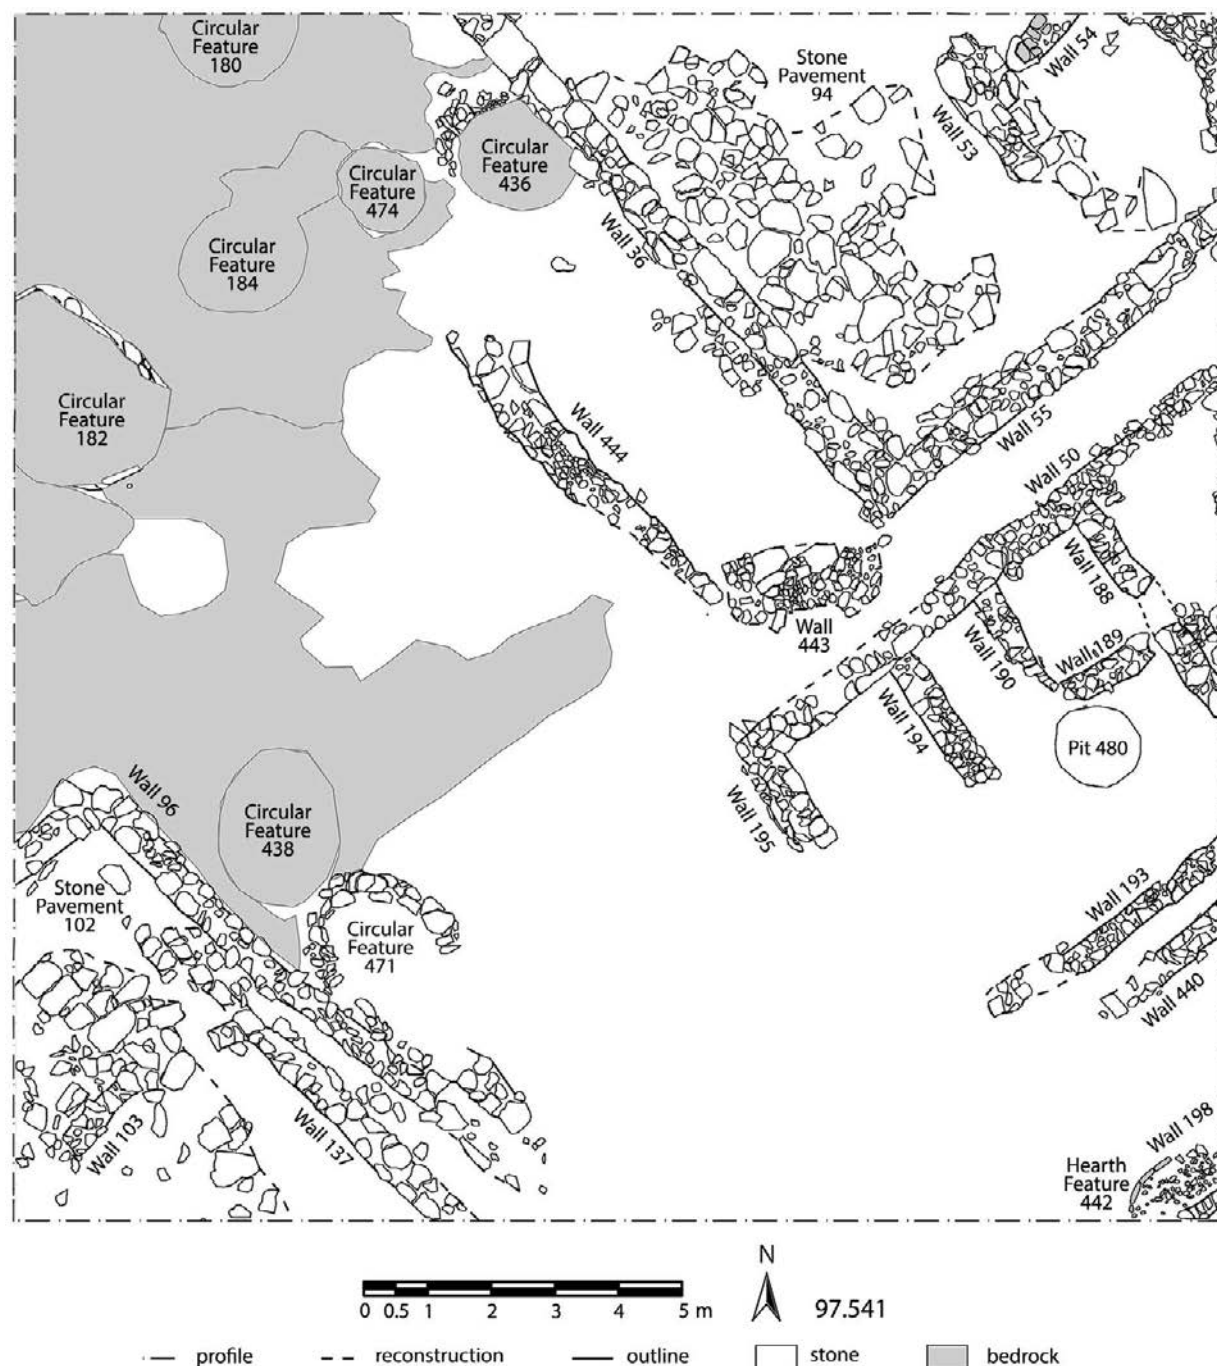 Circular
Feature
180
Stone
Pavement
94
Wall 54
Wall 53
Circular
Feature
436
Circular
Feature
474
Wall 36
Circular
Feature
184
Circular
Feature
182
Wall 444
Wall 55
Wall 50
Wall 188
Wall
443
Wall 190
Wall 189
Wall 194
Pit 480
Wall 96
Circular
Feature
438
Wall 195
Stone
Pavement
102
Circular
Feature
471
Wall 193
Wall 440
Wall 103
Wall 137
Wall 198
Hearth
Feature
442
N
0 0.5 1 2 3 4 5 m
97.541
profile reconstruction outline stone bedrock